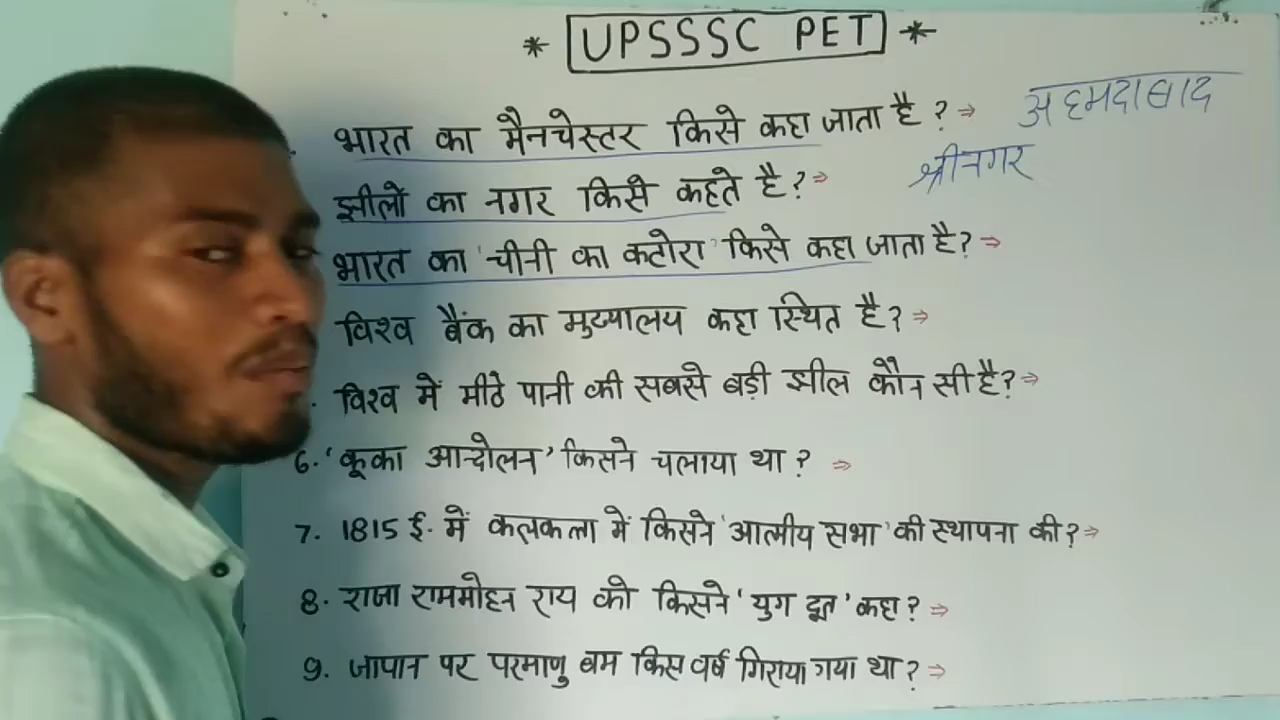 * UPSSSC PET *
भारत का मैनचेस्टर किसे कहा जाता है? ⇒ अहमदाबाद
झीलों का नगर किसे कहते है? ⇒ श्रीनगर
भारत का 'चीनी का कटोरा' किसे कहा जाता है? ⇒
विश्व बैंक का मुख्यालय कहा स्थित है? ⇒
विश्व में मीठे पानी की सबसे बड़ी झील कौन सी है? ⇒
6. 'कूका आन्दोलन' किसने चलाया था? ⇒
7. 1815 ई. में कलकत्ता में किसने 'आत्मीय सभा' की स्थापना की? ⇒
8. राजा राममोहन राय को किसने 'युग दूत' कहा? ⇒
9. जापान पर परमाणु बम किस वर्ष गिराया गया था? ⇒